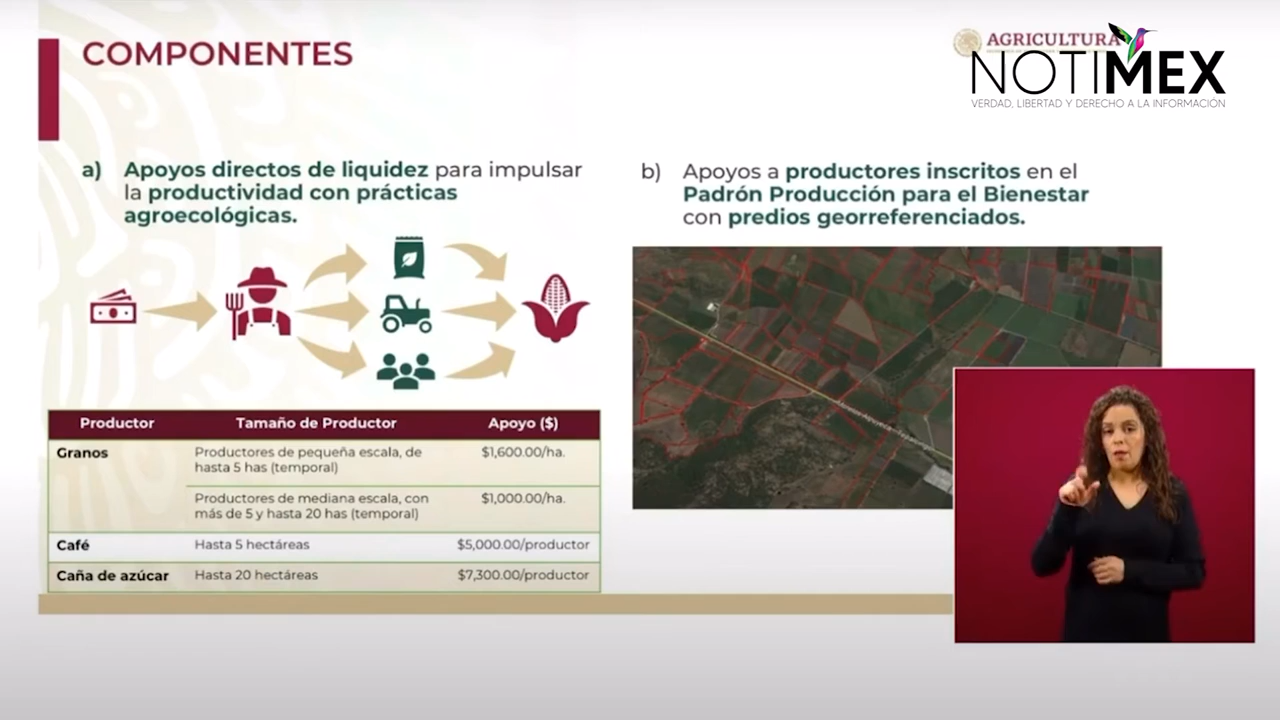 COMPONENTES
AGRICULTURA
NOTIMEX
VERDAD, LIBERTAD Y DERECHO A LA INFORMACIÓN
a) Apoyos directos de liquidez para impulsar
la productividad con prácticas
agroecológicas.
b) Apoyos a productores inscritos en el
Padrón Producción para el Bienestar
con predios georreferenciados.
Productor Tamaño de Productor Apoyo ($)
Granos Productores de pequeña escala, de $1,600.00/ha.
hasta 5 has (temporal)
Productores de mediana escala, con $1,000.00/ha.
más de 5 y hasta 20 has (temporal)
Café Hasta 5 hectáreas $5,000.00/productor
Caña de azúcar Hasta 20 hectáreas $7,300.00/productor